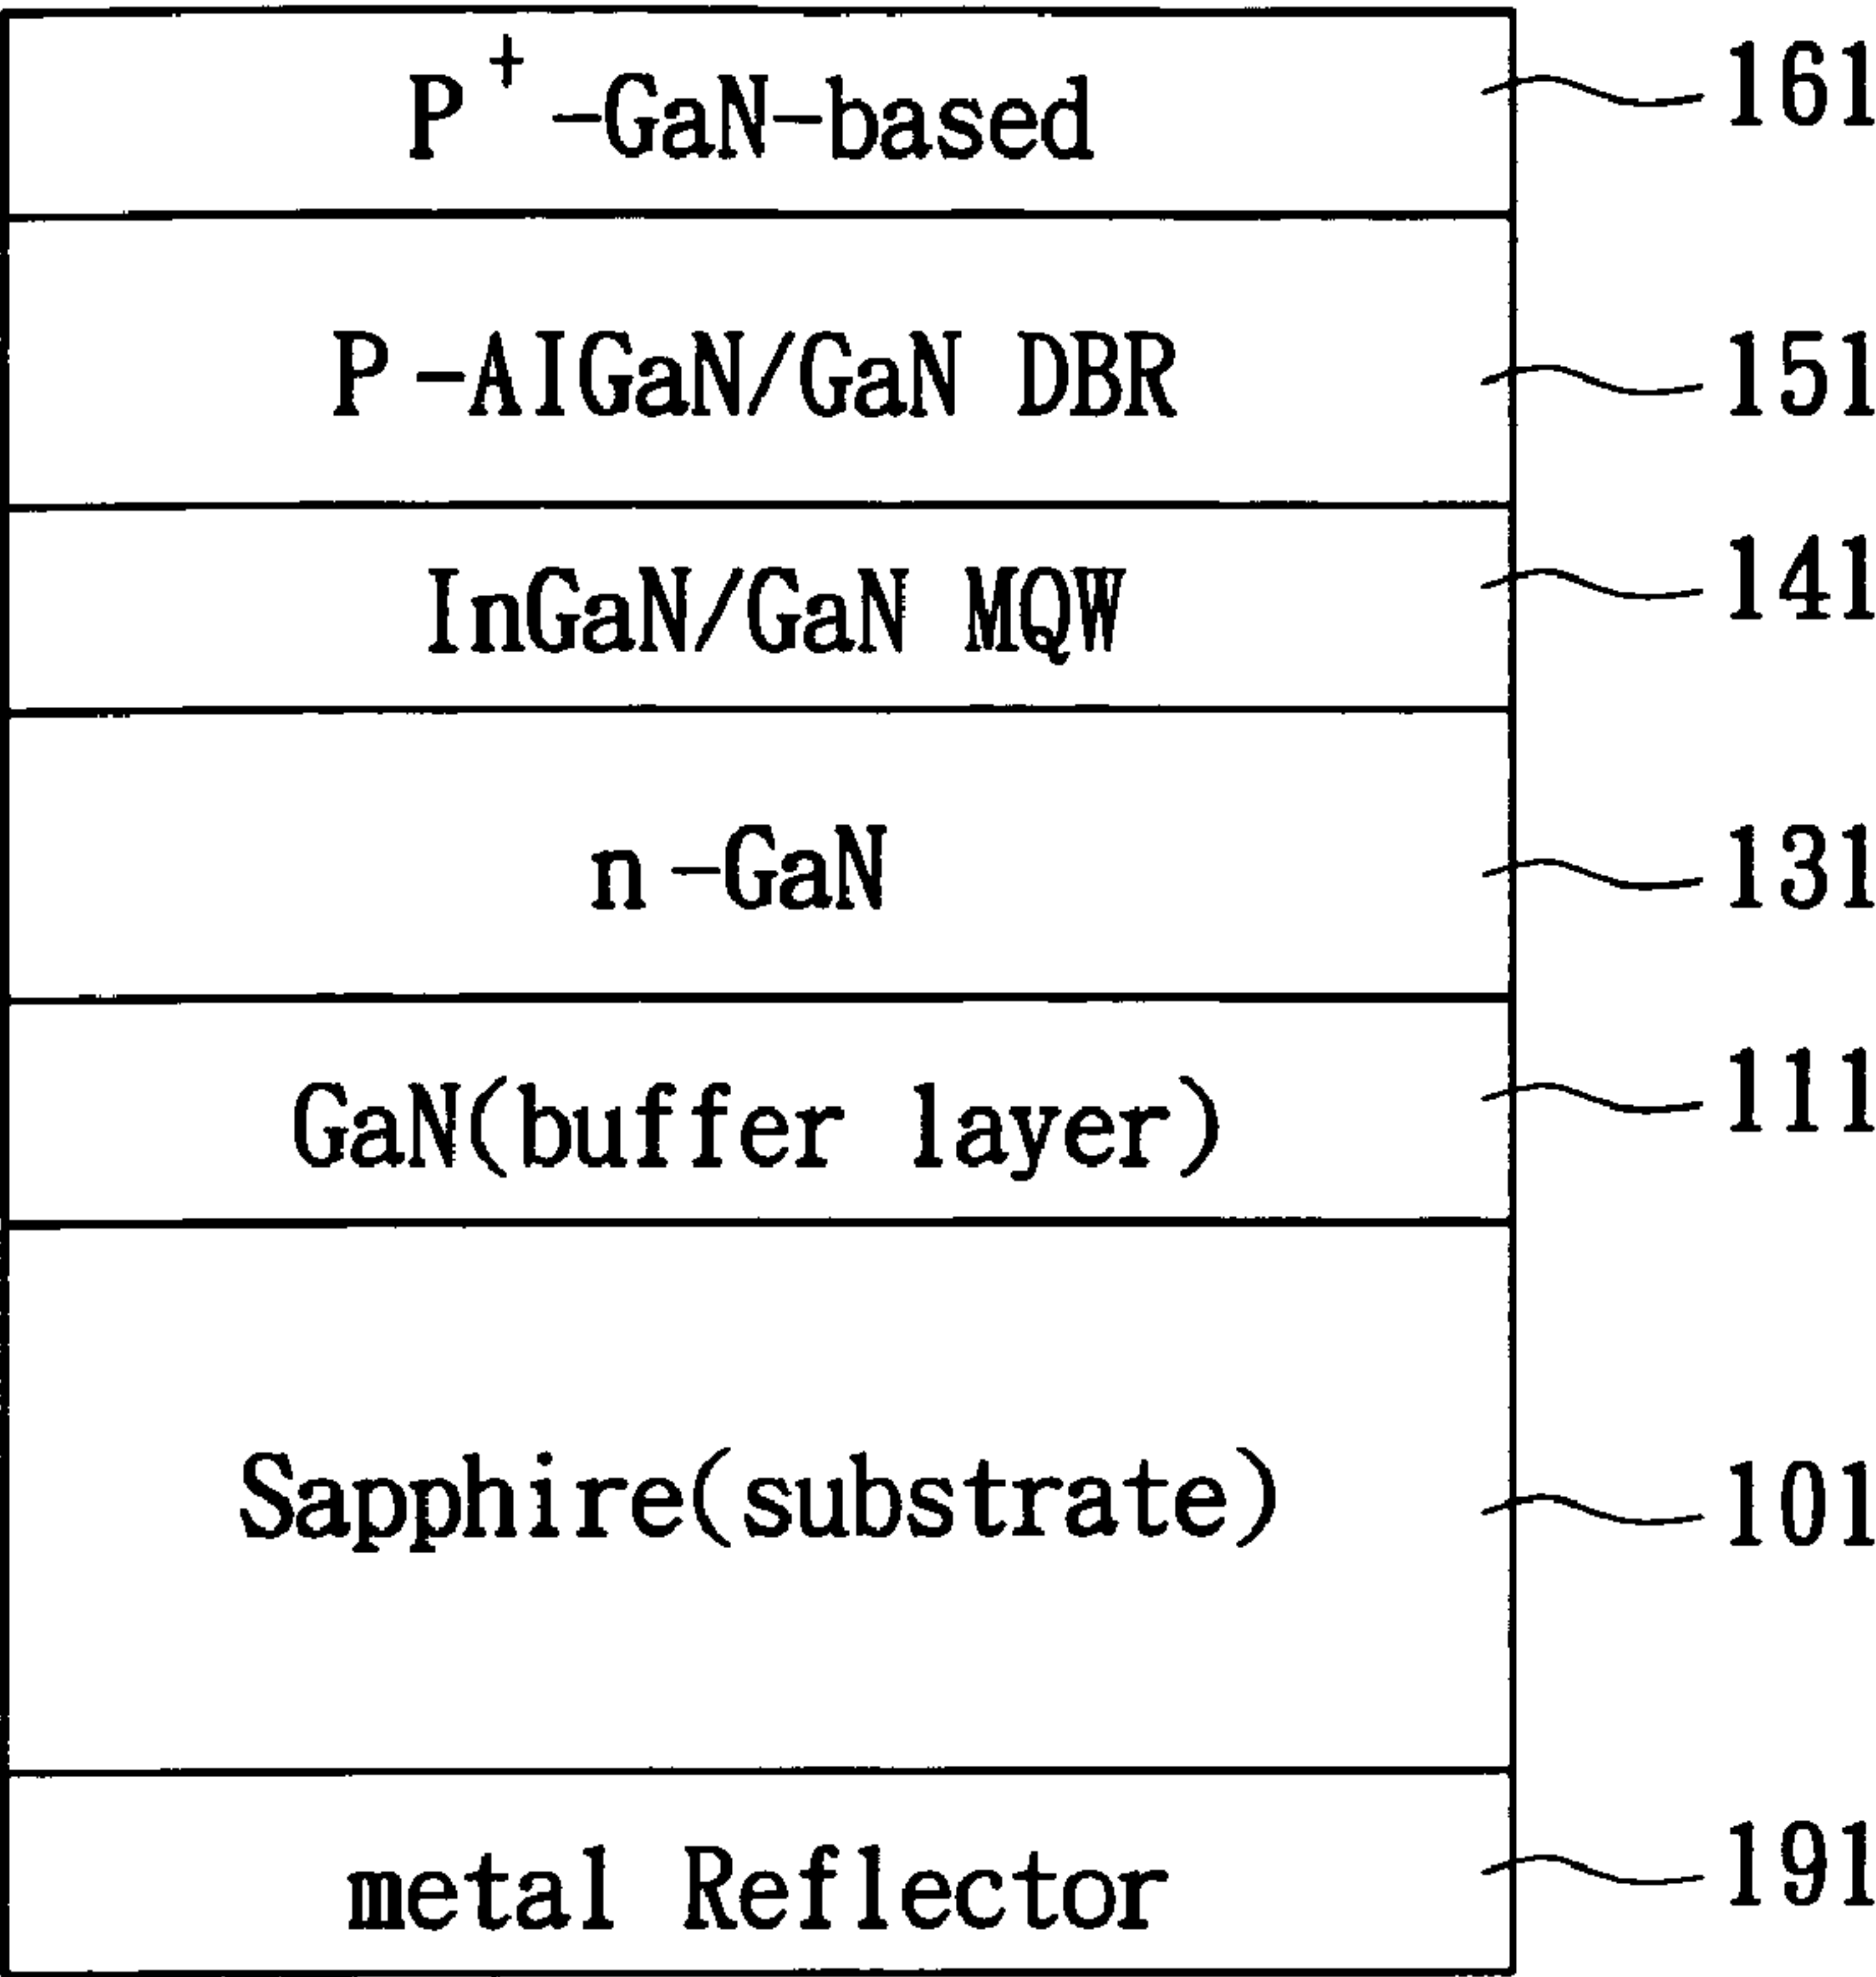 P⁺-GaN-based 161
P-AlGaN/GaN DBR 151
InGaN/GaN MQW 141
n-GaN 131
GaN(buffer layer) 111
Sapphire(substrate) 101
metal Reflector 191